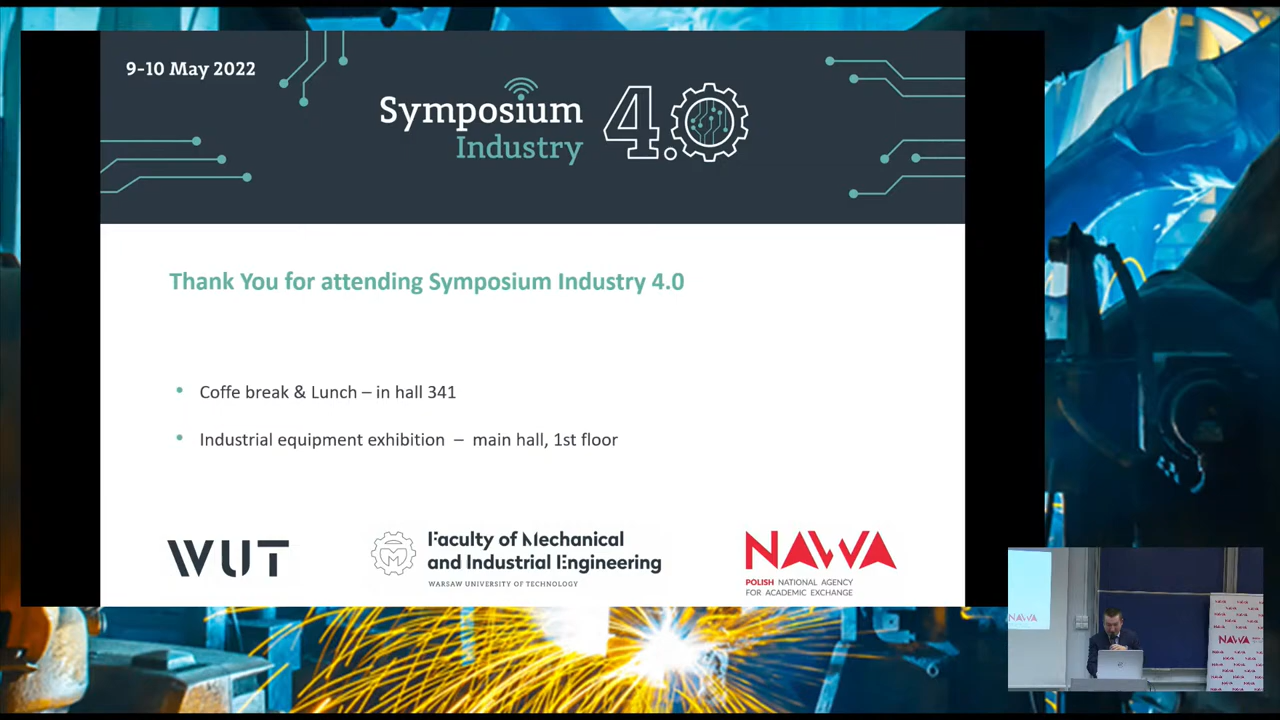 9-10 May 2022
Symposium
Industry
4.0
Thank You for attending Symposium Industry 4.0
• Coffe break & Lunch – in hall 341
• Industrial equipment exhibition – main hall, 1st floor
WUT
Faculty of Mechanical
and Industrial Engineering
WARSAW UNIVERSITY OF TECHNOLOGY
NAWA
POLISH NATIONAL AGENCY
FOR ACADEMIC EXCHANGE
NAWA
NAWA